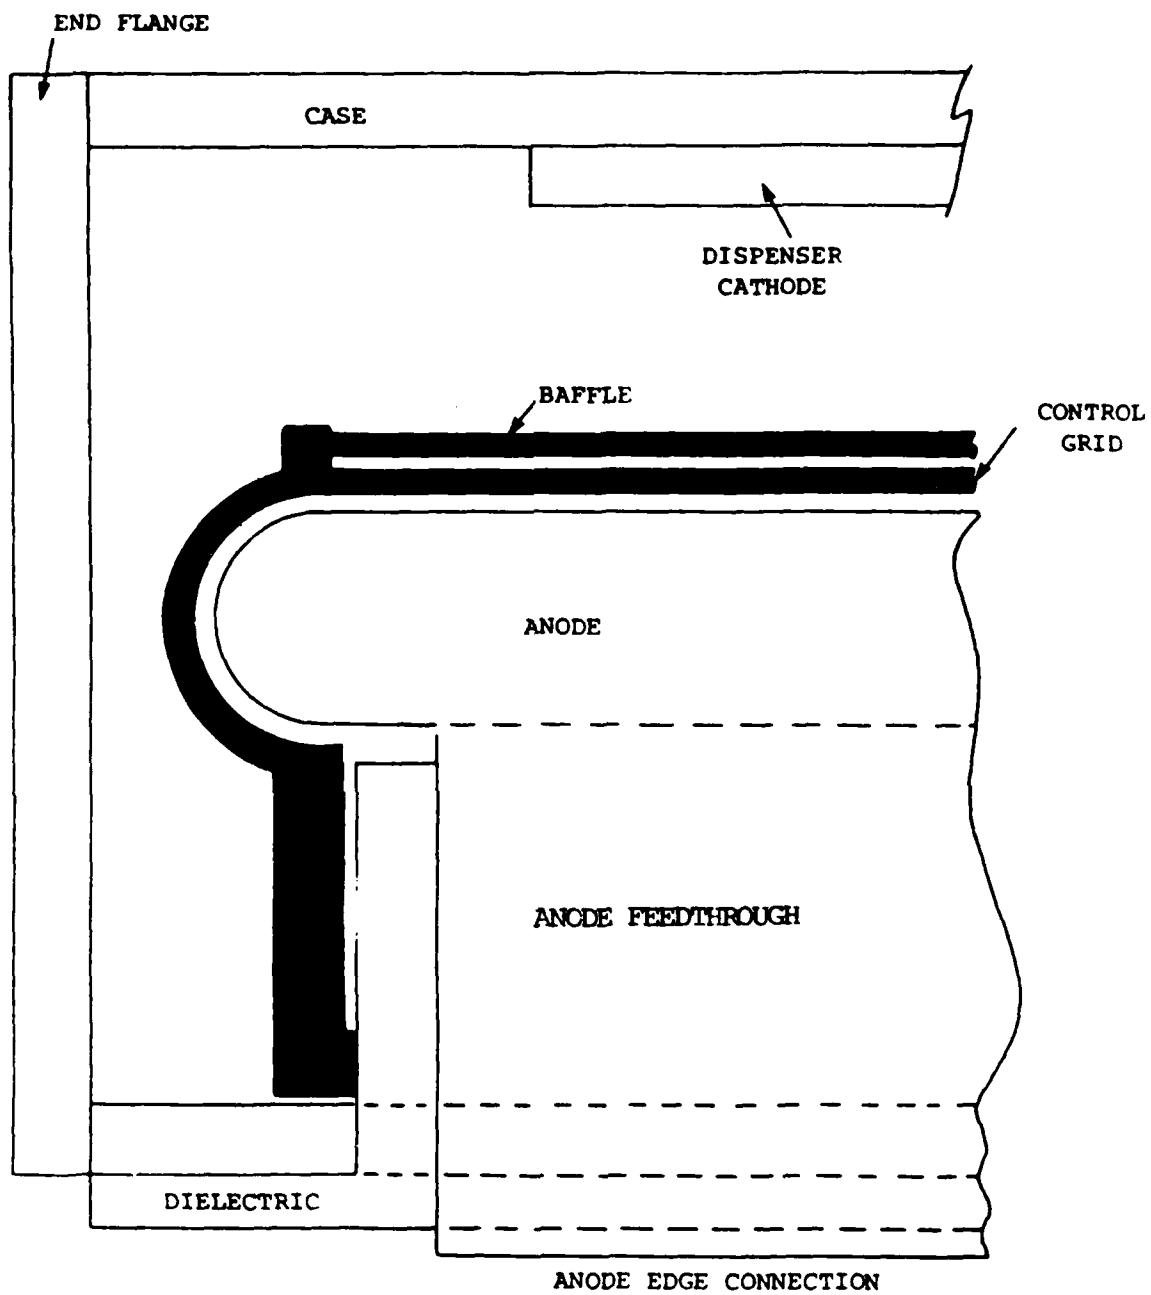 END FLANGE
CASE
DISPENSER
CATHODE
BAFFLE
CONTROL
GRID
ANODE
ANODE FEEDTHROUGH
DIELECTRIC
ANODE EDGE CONNECTION